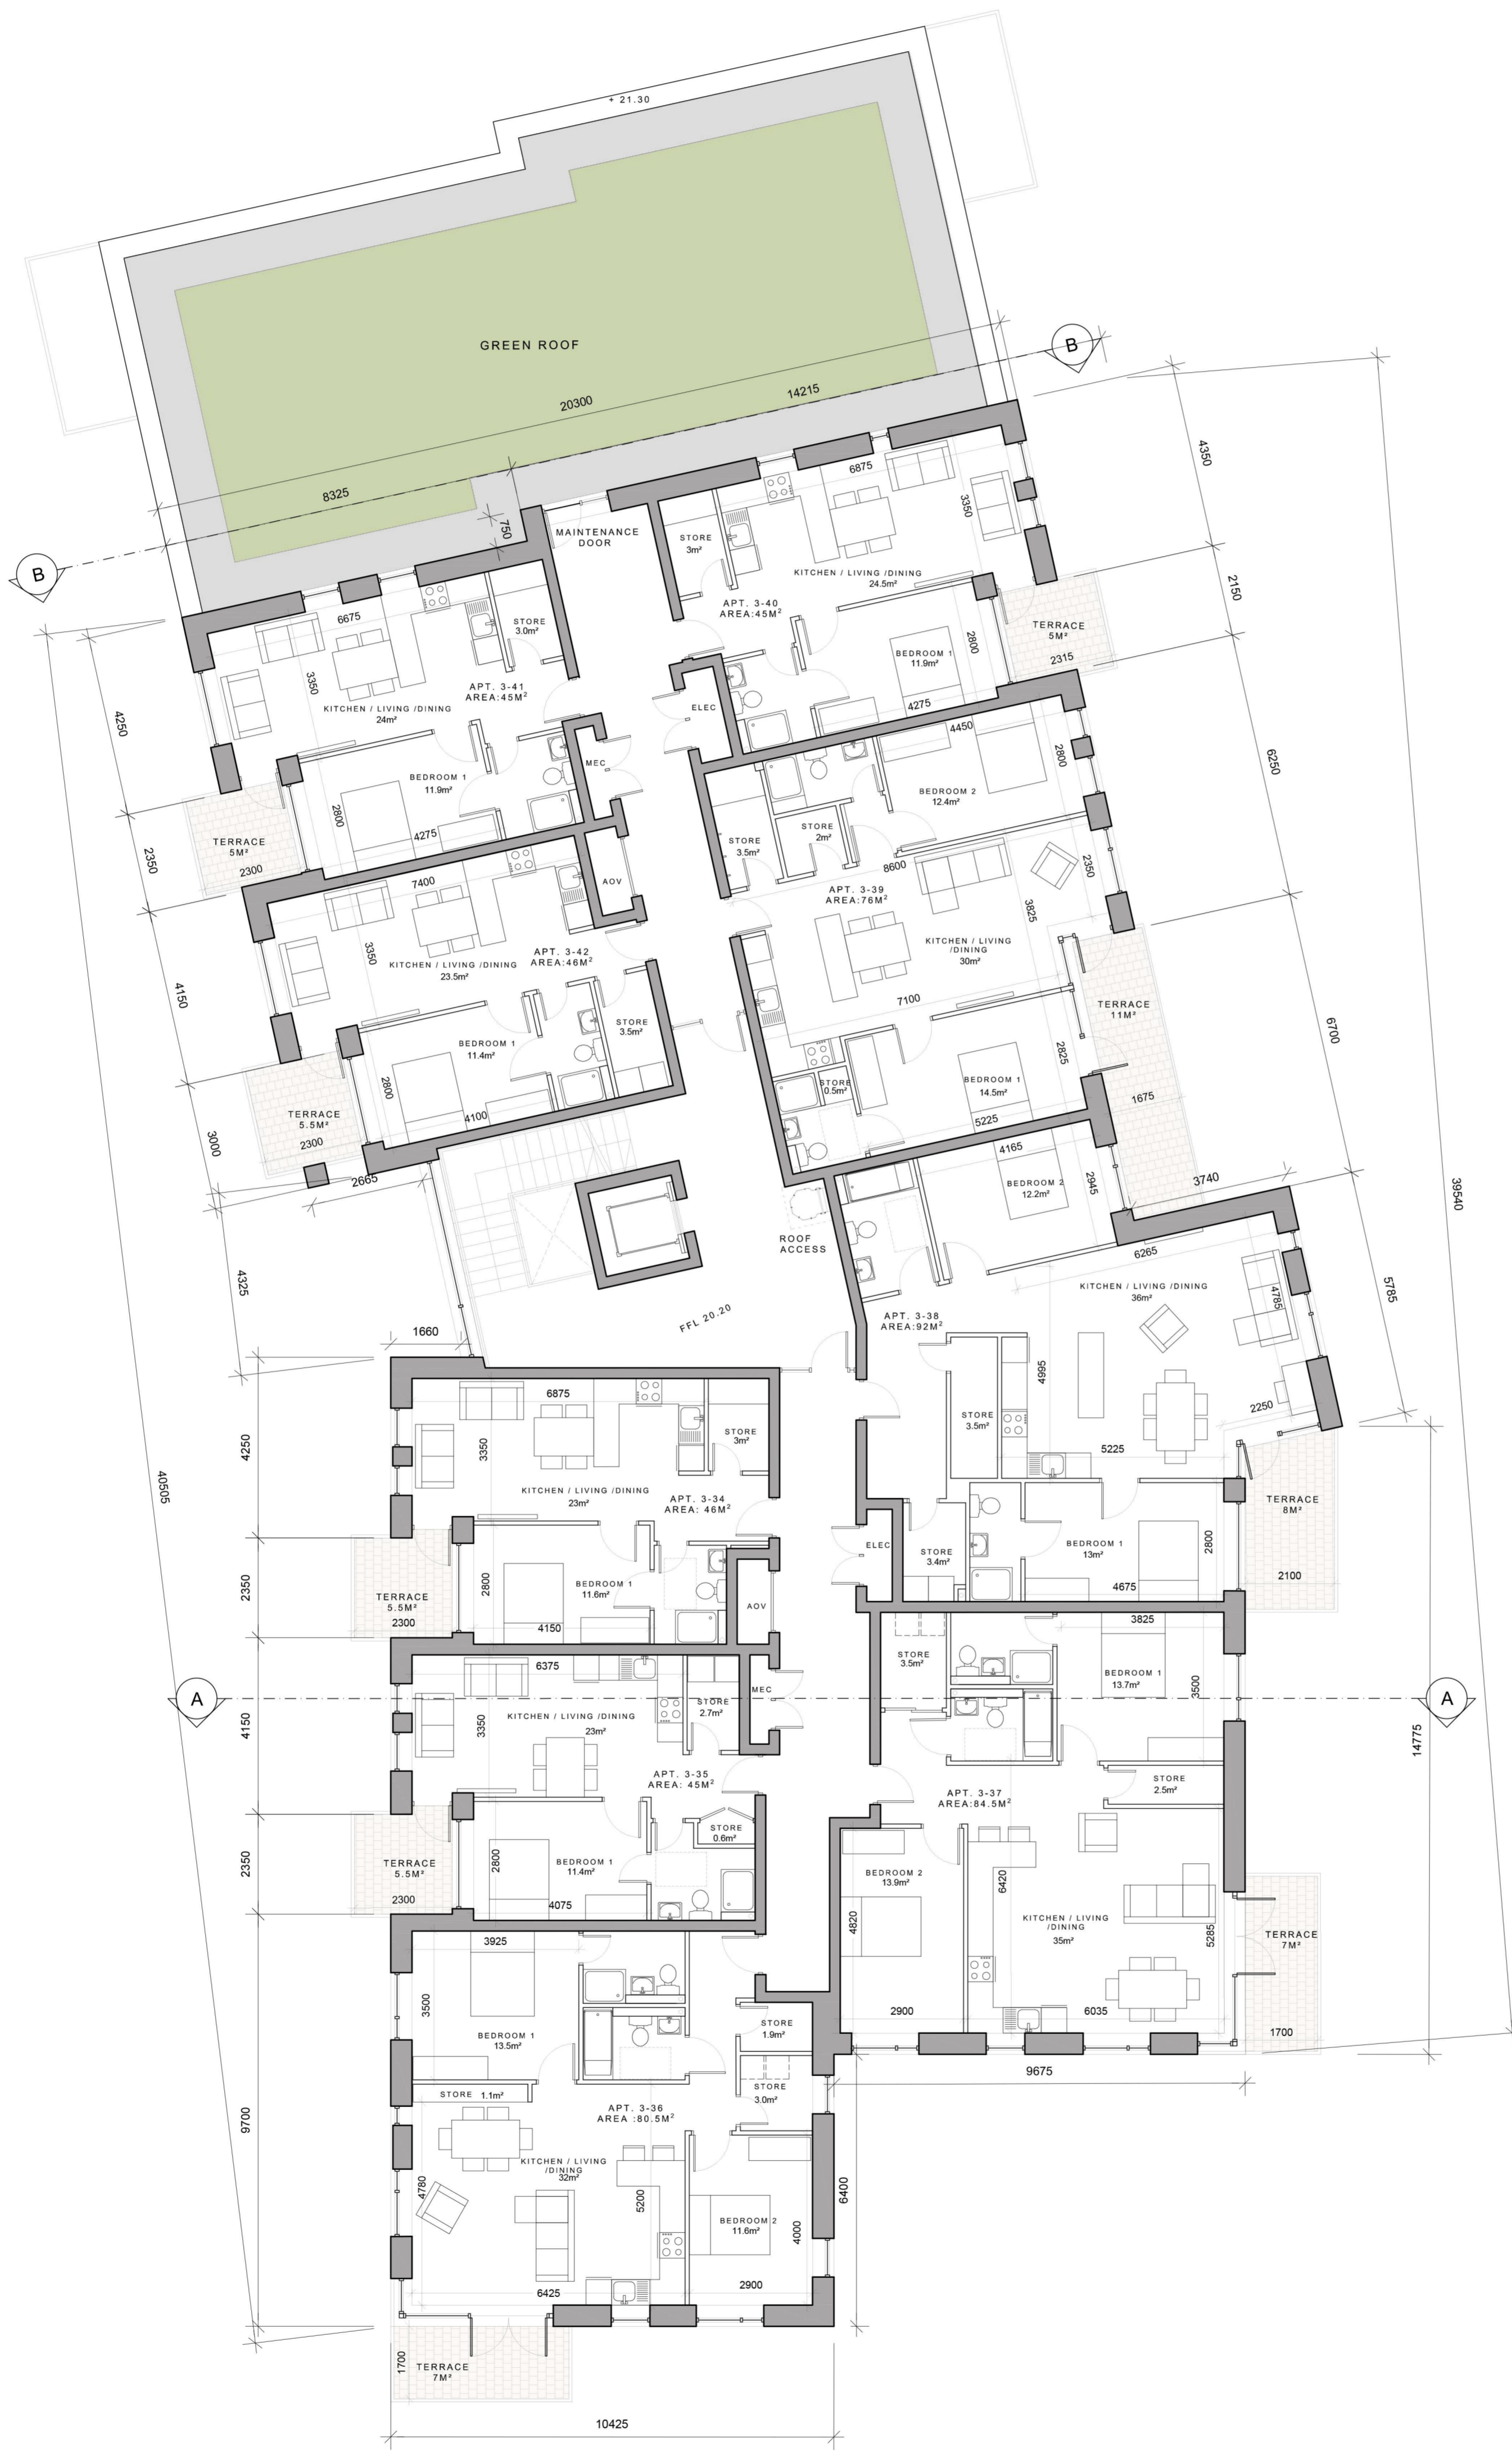 + 21.30
GREEN ROOF
B
20300
14215
8325
750
B
MAINTENANCE
DOOR
4350
2150
6250
6700
39540
5785
STORE
3m²
6875
3350
KITCHEN / LIVING /DINING
24.5m²
APT. 3-40
AREA:45M²
BEDROOM 1
11.9m²
2800
4275
TERRACE
5M²
2315
ELEC
MEC
AOV
6675
3350
STORE
3.0m²
APT. 3-41
AREA:45M²
KITCHEN / LIVING /DINING
24m²
BEDROOM 1
11.9m²
2800
4275
TERRACE
5M²
2300
4250
2350
4150
3000
4325
40505
4450
2800
BEDROOM 2
12.4m²
STORE
3.5m²
STORE
2m²
8600
2350
APT. 3-39
AREA:76M²
3825
KITCHEN / LIVING
/DINING
30m²
7100
TERRACE
11M²
1675
2825
BEDROOM 1
14.5m²
STORE
0.5m²
5225
7400
3350
APT. 3-42
AREA:46M²
KITCHEN / LIVING /DINING
23.5m²
STORE
3.5m²
BEDROOM 1
11.4m²
2800
4100
TERRACE
5.5M²
2300
2665
4165
2945
BEDROOM 2
12.2m²
3740
ROOF
ACCESS
FFL 20.20
6265
KITCHEN / LIVING /DINING
36m²
4785
APT. 3-38
AREA:92M²
4995
STORE
3.5m²
2250
5225
TERRACE
8M²
2100
STORE
3.4m²
ELEC
BEDROOM 1
13m²
2800
4675
1660
4250
2350
4150
2350
9700
6875
3350
STORE
3m²
KITCHEN / LIVING /DINING
23m²
APT. 3-34
AREA: 46M²
BEDROOM 1
11.6m²
2800
4150
TERRACE
5.5M²
2300
AOV
MEC
A
A
14775
6375
3350
KITCHEN / LIVING /DINING
23m²
STORE
2.7m²
APT. 3-35
AREA: 45M²
STORE
0.6m²
BEDROOM 1
11.4m²
2800
4075
TERRACE
5.5M²
2300
3825
STORE
3.5m²
BEDROOM 1
13.7m²
3500
STORE
2.5m²
APT. 3-37
AREA:84.5M²
BEDROOM 2
13.9m²
4820
2900
6420
KITCHEN / LIVING
/DINING
35m²
5285
6035
TERRACE
7M²
1700
9675
3925
3500
BEDROOM 1
13.5m²
STORE 1.1m²
STORE
1.9m²
STORE
3.0m²
APT. 3-36
AREA :80.5M²
KITCHEN / LIVING
/DINING
32m²
4780
5200
BEDROOM 2
11.6m²
4000
6400
6425
2900
1700
TERRACE
7M²
10425